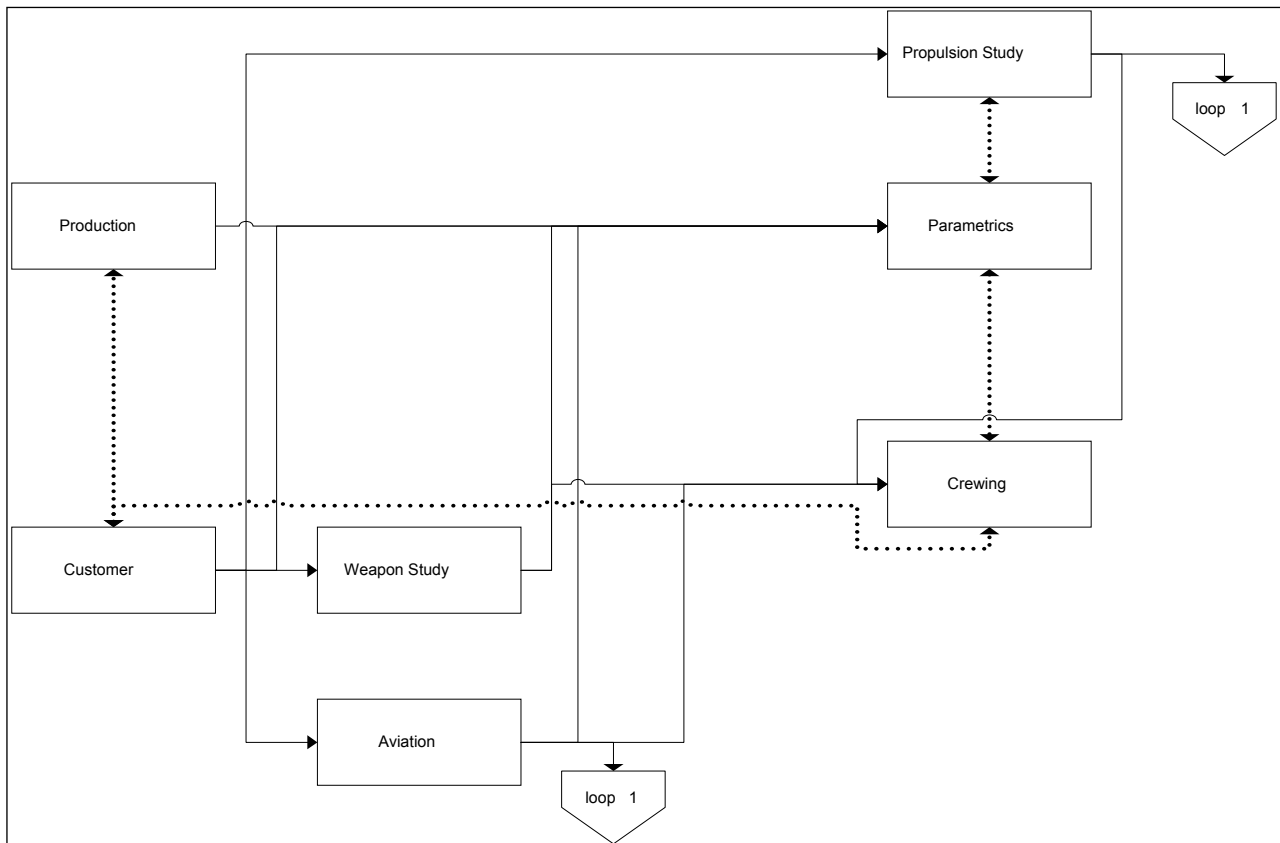 Propulsion Study
loop 1
Production
Parametrics
Crewing
Customer
Weapon Study
Aviation
loop 1